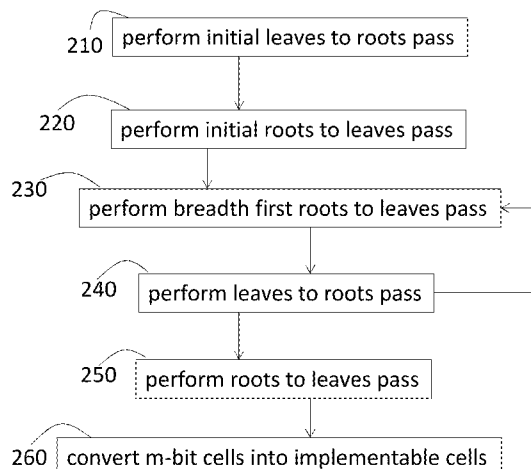 210 perform initial leaves to roots pass
220 perform initial roots to leaves pass
230 perform breadth first roots to leaves pass
240 perform leaves to roots pass
250 perform roots to leaves pass
260 convert m-bit cells into implementable cells